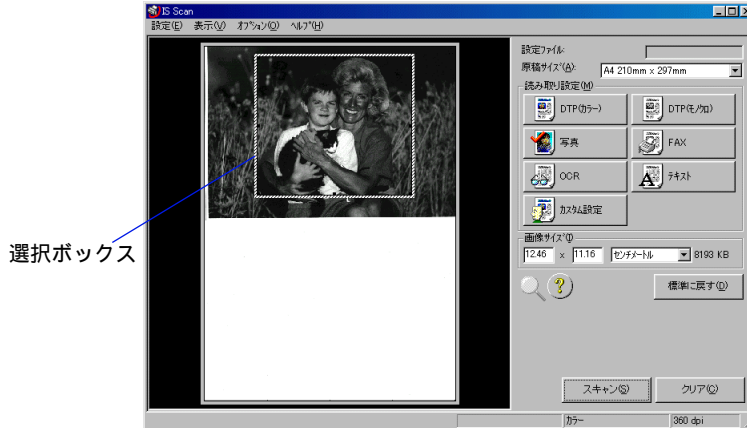 IS Scan
設定(E) 表示(V) ｵﾌﾟｼｮﾝ(O) ﾍﾙﾌﾟ(H)
設定ﾌｧｲﾙ:
原稿ｻｲｽﾞ(A): A4 210mm x 297mm
読み取り設定(M)
DTP(ｶﾗｰ) DTP(ﾓﾉｸﾛ)
写真 FAX
OCR ﾃｷｽﾄ
ｶｽﾀﾑ設定
画像ｻｲｽﾞ(I)
12.46 x 11.16 ｾﾝﾁﾒｰﾄﾙ 8193 KB
標準に戻す(D)
選択ボックス
スキャン(S) クリア(C)
ｶﾗｰ 360 dpi